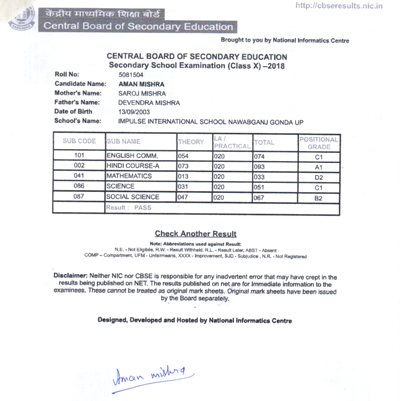 http://cbseresults.nic.in
केंद्रीय माध्यमिक शिक्षा बोर्ड
Central Board of Secondary Education
Brought to you by National Informatics Centre
CENTRAL BOARD OF SECONDARY EDUCATION
Secondary School Examination (Class X) –2018
Roll No: 5081504
Candidate Name: AMAN MISHRA
Mother's Name: SAROJ MISHRA
Father's Name: DEVENDRA MISHRA
Date of Birth 13/09/2003
School's Name: IMPULSE INTERNATIONAL SCHOOL NAWABGANJ GONDA UP
SUB CODE SUB NAME THEORY LA / PRACTICAL TOTAL POSITIONAL GRADE
101 ENGLISH COMM. 054 020 074 C1
002 HINDI COURSE-A 073 020 093 A1
041 MATHEMATICS 013 020 033 D2
086 SCIENCE 031 020 051 C1
087 SOCIAL SCIENCE 047 020 067 B2
Result: PASS
Check Another Result
Note: Abbreviations used against Result:
N.E. - Not Eligible, R.W. - Result Withheld, R.L. - Result Later, ABST - Absent
COMP - Compartment, UFM - Unfairmeans, XXXX - Improvement, SJD - Subjudice, N.R. - Not Registered
Disclaimer: Neither NIC nor CBSE is responsible for any inadvertent error that may have crept in the
results being published on NET. The results published on net are for Immediate information to the
examinees. These cannot be treated as original mark sheets. Original mark sheets have been issued
by the Board separately.
Designed, Developed and Hosted by National Informatics Centre
Aman mishra